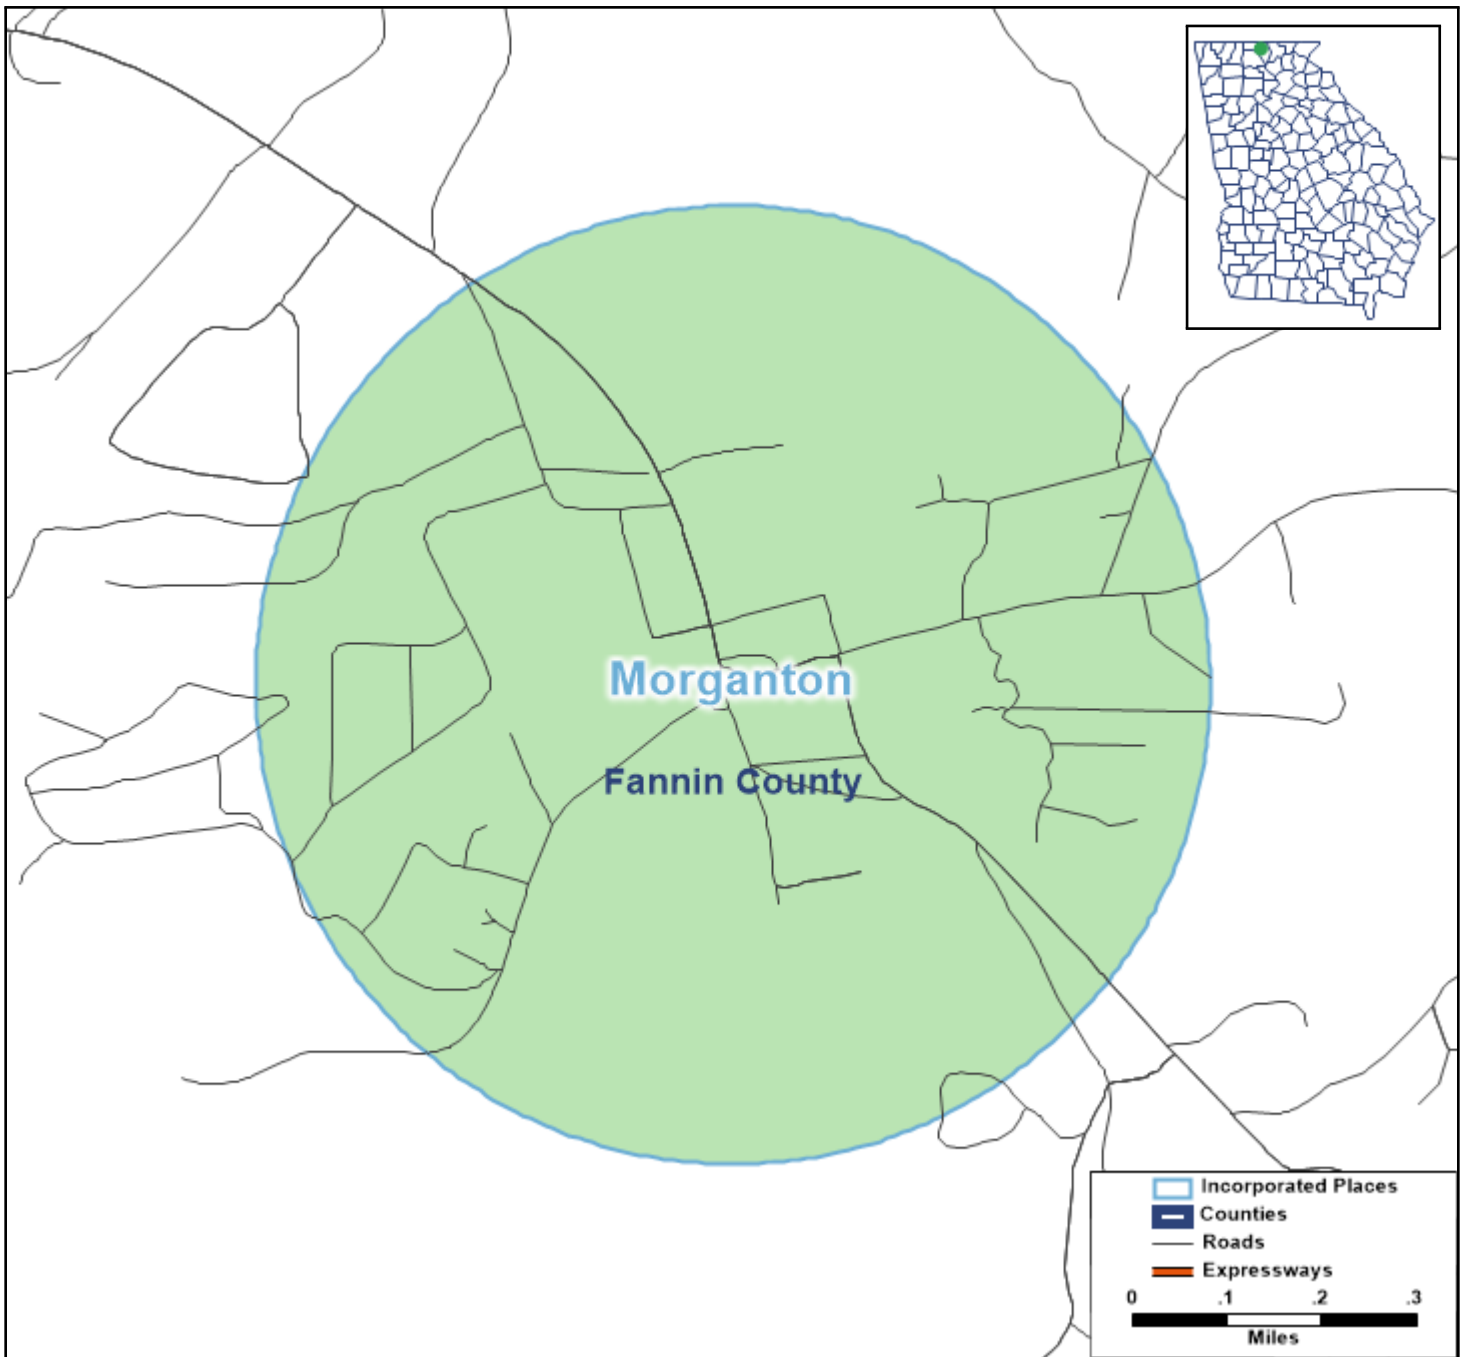 Morganton
Fannin County
Incorporated Places
Counties
Roads
Expressways
0 .1 .2 .3
Miles